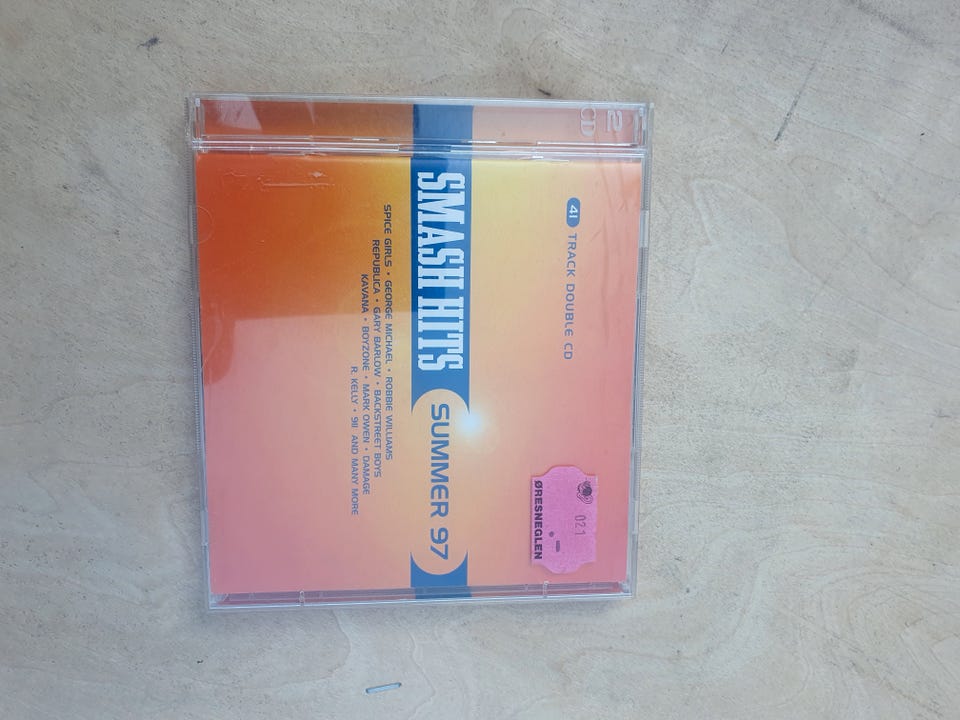 2
CD
41 TRACK DOUBLE CD
SMASH HITS
SUMMER 97
SPICE GIRLS • GEORGE MICHAEL • ROBBIE WILLIAMS
REPUBLICA • GARY BARLOW • BACKSTREET BOYS
KAVANA • BOYZONE • MARK OWEN • DAMAGE
R. KELLY • 911 AND MANY MORE
021
ØRESNEGLEN